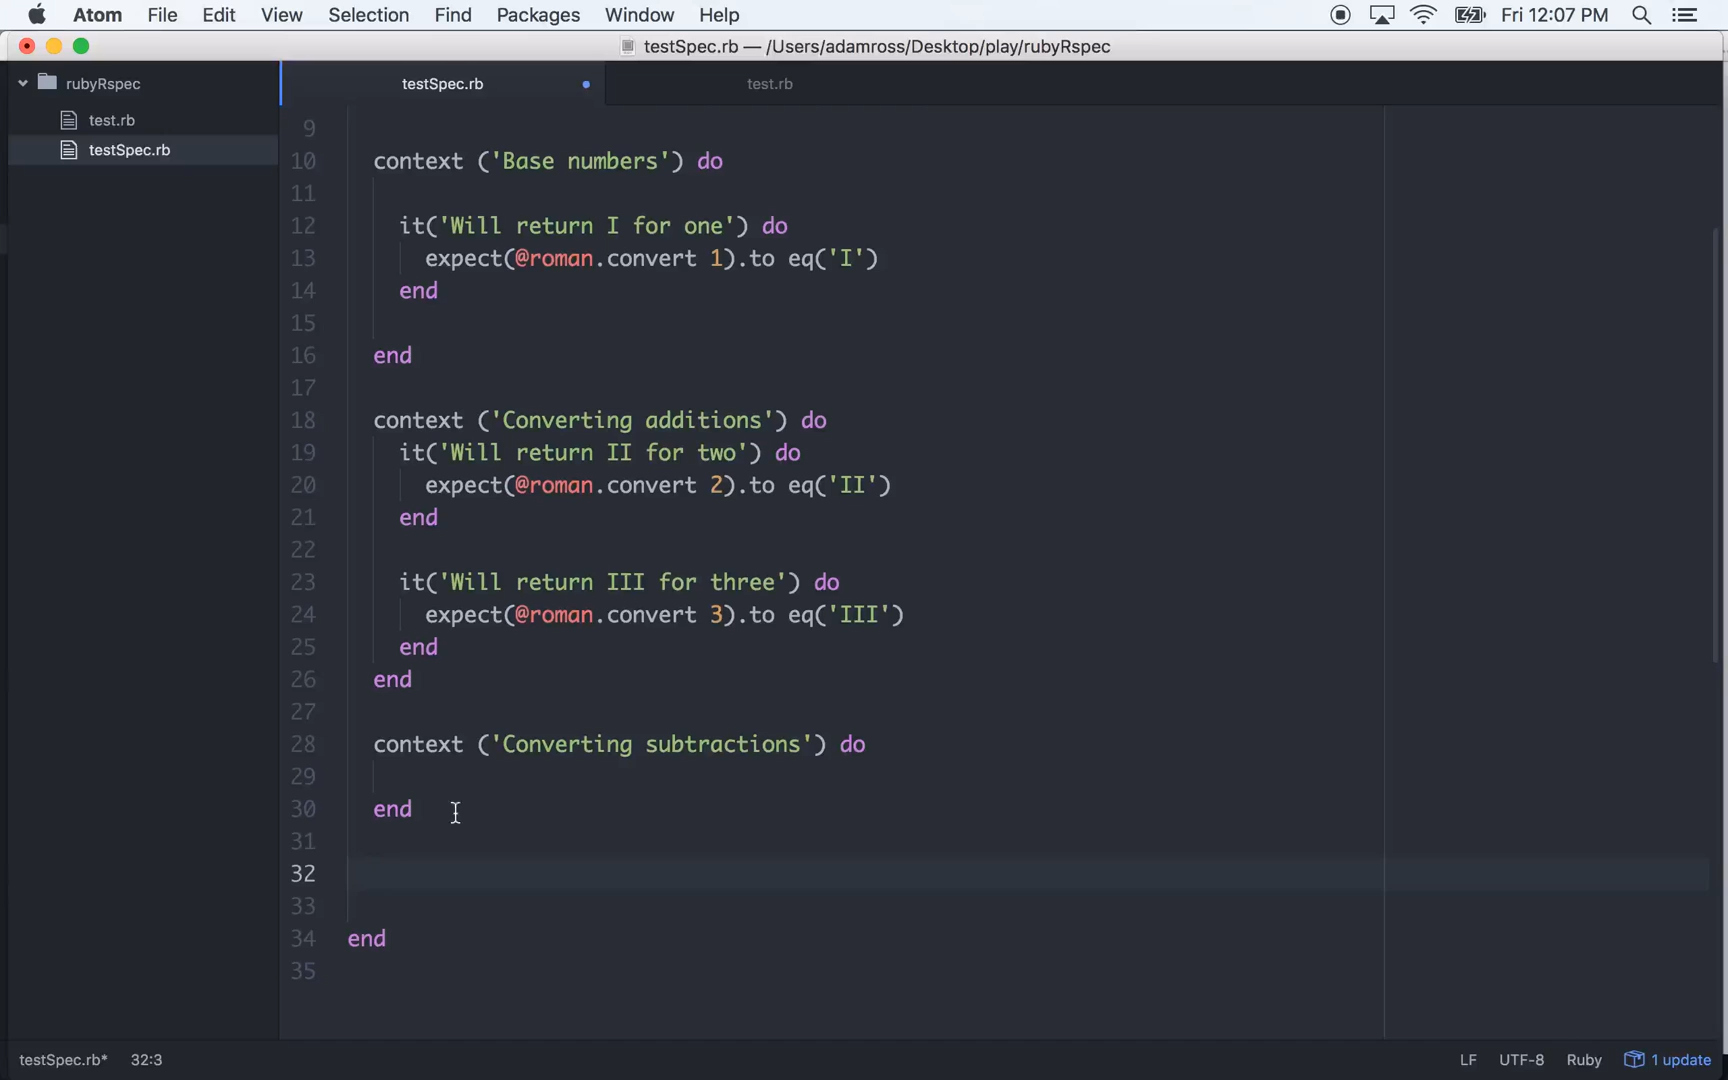 Atom File Edit View Selection Find Packages Window Help Fri 12:07 PM
testSpec.rb — /Users/adamross/Desktop/play/rubyRspec
rubyRspec
test.rb
testSpec.rb
testSpec.rb test.rb
9
10 context ('Base numbers') do
11
12 it('Will return I for one') do
13 expect(@roman.convert 1).to eq('I')
14 end
15
16 end
17
18 context ('Converting additions') do
19 it('Will return II for two') do
20 expect(@roman.convert 2).to eq('II')
21 end
22
23 it('Will return III for three') do
24 expect(@roman.convert 3).to eq('III')
25 end
26 end
27
28 context ('Converting subtractions') do
29
30 end
31
32
33
34 end
35
testSpec.rb* 32:3 LF UTF-8 Ruby 1 update